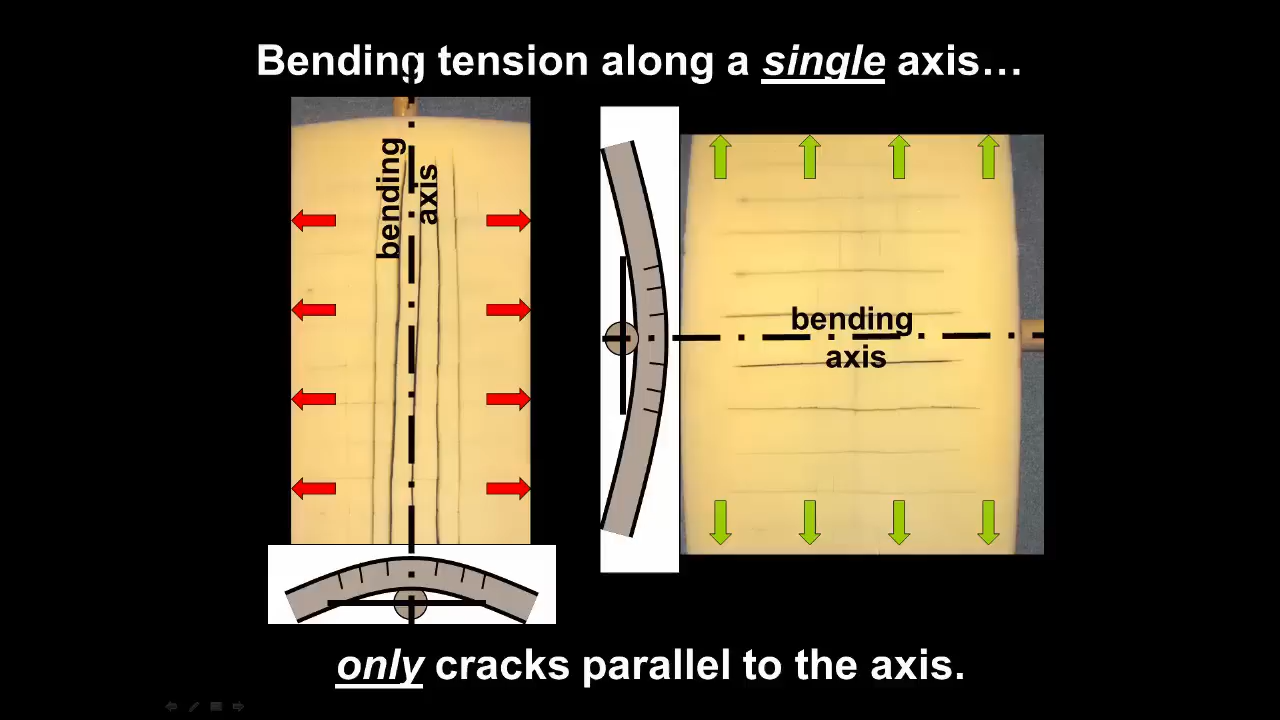 Bending tension along a single axis…
bending
axis
bending
axis
only cracks parallel to the axis.